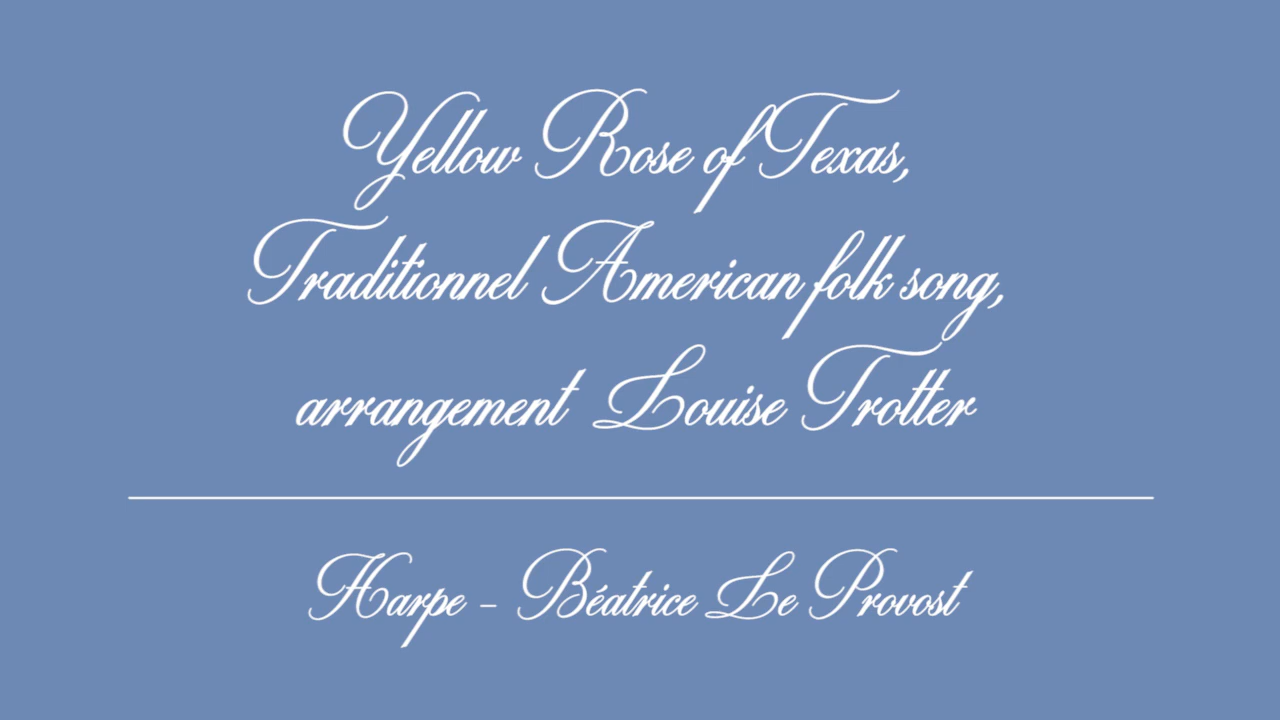 Yellow Rose of Texas,
Traditionnel American folk song,
arrangement Louise Trotter
Harpe - Béatrice Le Provost